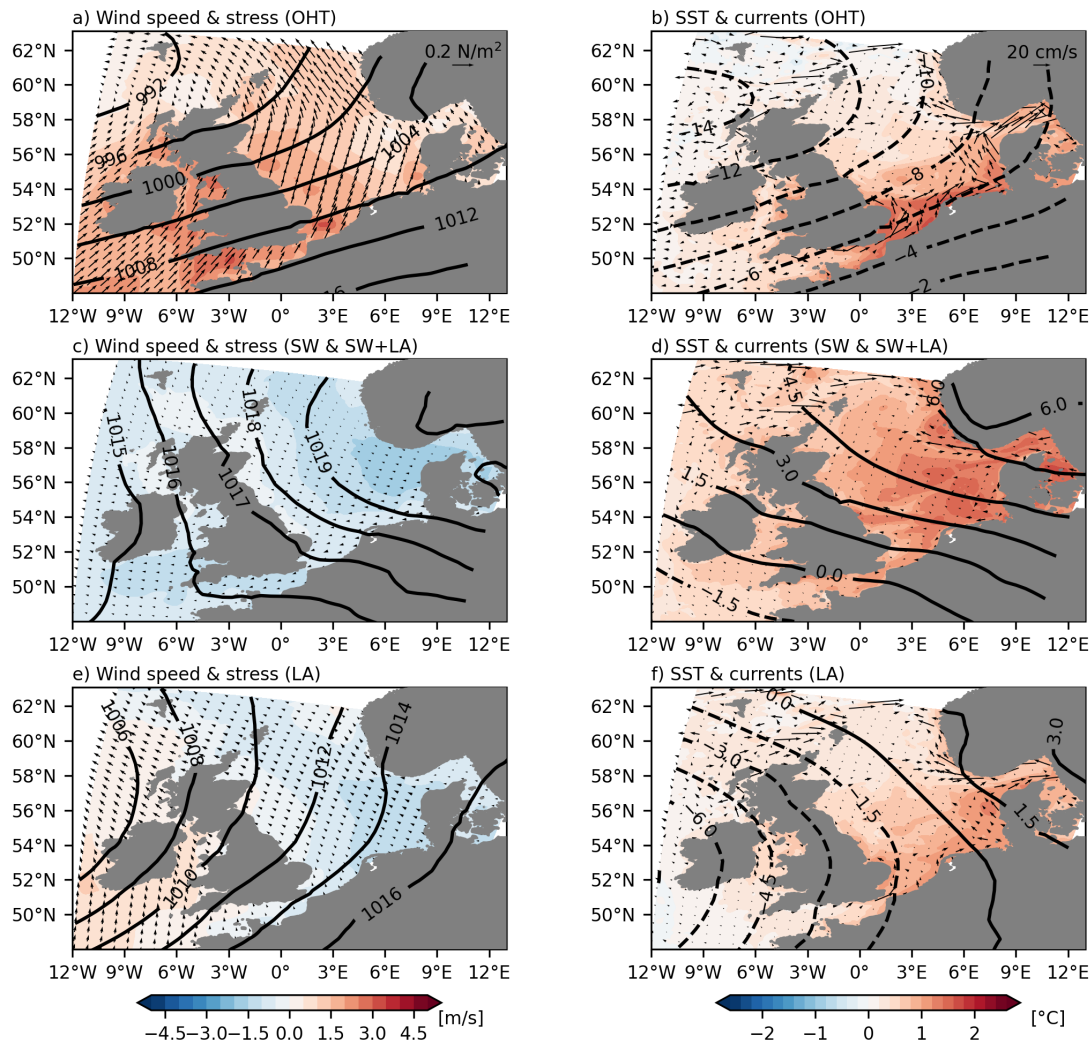 a) Wind speed & stress (OHT)
0.2 N/m²
992
996
1000
1004
1008
1012
16
62°N
60°N
58°N
56°N
54°N
52°N
50°N
12°W 9°W 6°W 3°W 0° 3°E 6°E 9°E 12°E
b) SST & currents (OHT)
20 cm/s
−10
−14
−12
−8
−6
−4
−2
62°N
60°N
58°N
56°N
54°N
52°N
50°N
12°W 9°W 6°W 3°W 0° 3°E 6°E 9°E 12°E
c) Wind speed & stress (SW & SW+LA)
1015
1016
1017
1018
1019
62°N
60°N
58°N
56°N
54°N
52°N
50°N
12°W 9°W 6°W 3°W 0° 3°E 6°E 9°E 12°E
d) SST & currents (SW & SW+LA)
4.5
6.0
3.0
1.5
0.0
−1.5
62°N
60°N
58°N
56°N
54°N
52°N
50°N
12°W 9°W 6°W 3°W 0° 3°E 6°E 9°E 12°E
e) Wind speed & stress (LA)
1006
1008
1010
1012
1014
1016
62°N
60°N
58°N
56°N
54°N
52°N
50°N
12°W 9°W 6°W 3°W 0° 3°E 6°E 9°E 12°E
f) SST & currents (LA)
0.0
3.0
−3.0
−1.5
−6.0
−4.5
1.5
62°N
60°N
58°N
56°N
54°N
52°N
50°N
12°W 9°W 6°W 3°W 0° 3°E 6°E 9°E 12°E
−4.5 −3.0 −1.5 0.0 1.5 3.0 4.5 [m/s]
−2 −1 0 1 2 [°C]